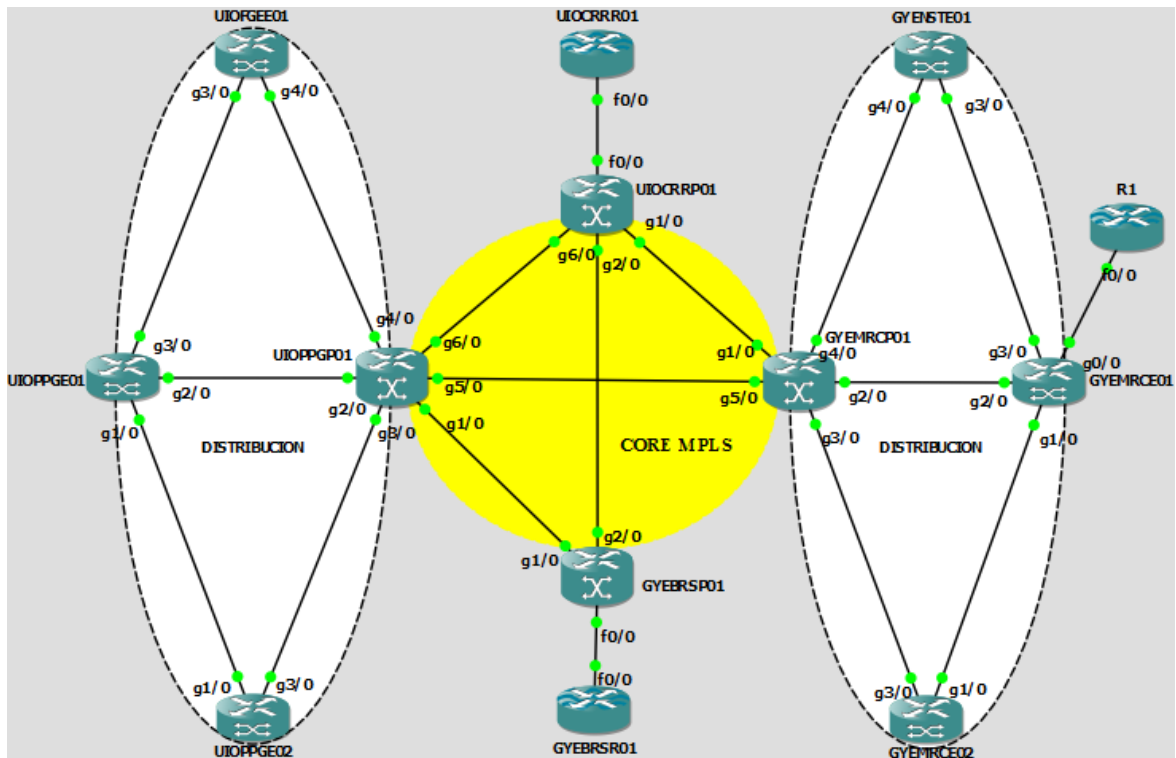 UIOFGEE01
UIOCRRR01
GYENSTE01
g3/0
g4/0
f0/0
g4/0
g3/0
f0/0
UIOCRRP01
R1
g1/0
g6/0
g2/0
f0/0
g4/0
g3/0
UIOPPGP01
g6/0
g1/0
GYEMRCP01
g4/0
g3/0
g0/0
UIOPPGE01
g2/0
g5/0
g5/0
g2/0
g2/0
GYEMRCE01
g1/0
g2/0
g3/0
g1/0
g3/0
g1/0
DISTRIBUCION
CORE MPLS
DISTRIBUCION
g2/0
g1/0
GYEBRSP01
f0/0
g1/0
g3/0
f0/0
g3/0
g1/0
UIOPPGE02
GYEBRSR01
GYEMRCE02